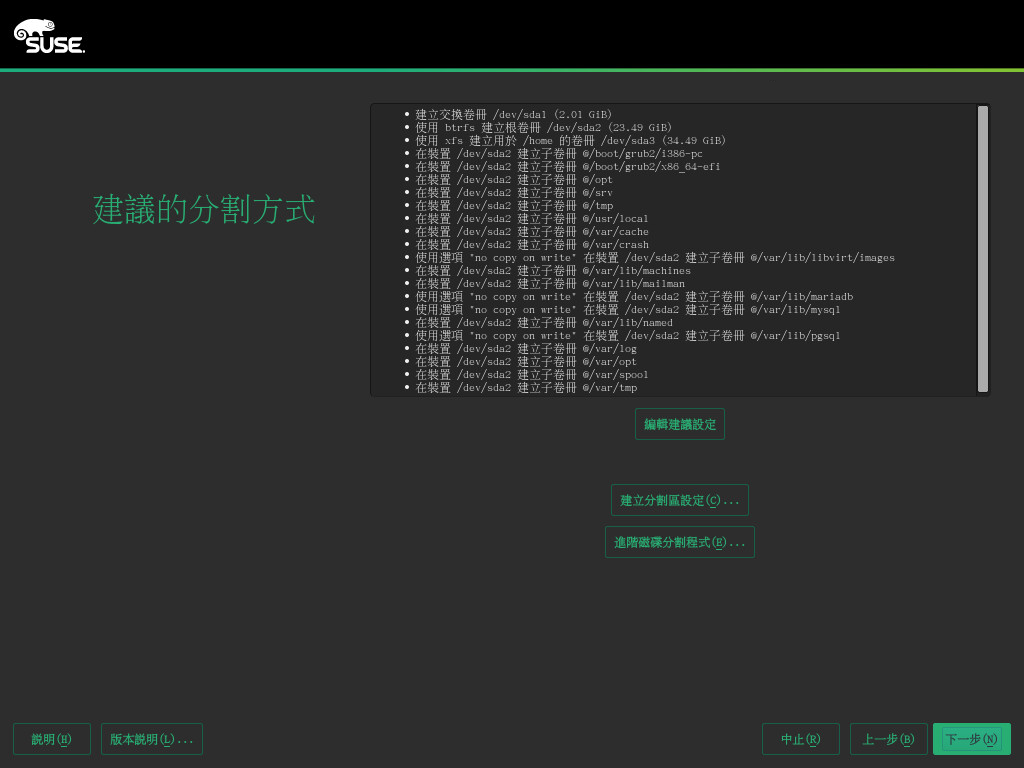 SUSE
建議的分割方式
• 建立交換卷冊 /dev/sda1 (2.01 GiB)
• 使用 btrfs 建立根卷冊 /dev/sda2 (23.49 GiB)
• 使用 xfs 建立用於 /home 的卷冊 /dev/sda3 (34.49 GiB)
• 在裝置 /dev/sda2 建立子卷冊 @/boot/grub2/i386-pc
• 在裝置 /dev/sda2 建立子卷冊 @/boot/grub2/x86_64-efi
• 在裝置 /dev/sda2 建立子卷冊 @/opt
• 在裝置 /dev/sda2 建立子卷冊 @/srv
• 在裝置 /dev/sda2 建立子卷冊 @/tmp
• 在裝置 /dev/sda2 建立子卷冊 @/usr/local
• 在裝置 /dev/sda2 建立子卷冊 @/var/cache
• 在裝置 /dev/sda2 建立子卷冊 @/var/crash
• 使用選項 "no copy on write" 在裝置 /dev/sda2 建立子卷冊 @/var/lib/libvirt/images
• 在裝置 /dev/sda2 建立子卷冊 @/var/lib/machines
• 在裝置 /dev/sda2 建立子卷冊 @/var/lib/mailman
• 使用選項 "no copy on write" 在裝置 /dev/sda2 建立子卷冊 @/var/lib/mariadb
• 使用選項 "no copy on write" 在裝置 /dev/sda2 建立子卷冊 @/var/lib/mysql
• 在裝置 /dev/sda2 建立子卷冊 @/var/lib/named
• 使用選項 "no copy on write" 在裝置 /dev/sda2 建立子卷冊 @/var/lib/pgsql
• 在裝置 /dev/sda2 建立子卷冊 @/var/log
• 在裝置 /dev/sda2 建立子卷冊 @/var/opt
• 在裝置 /dev/sda2 建立子卷冊 @/var/spool
• 在裝置 /dev/sda2 建立子卷冊 @/var/tmp
編輯建議設定
建立分割區設定(C)...
進階磁碟分割程式(E)...
說明(H) 版本說明(L)... 中止(R) 上一步(B) 下一步(N)